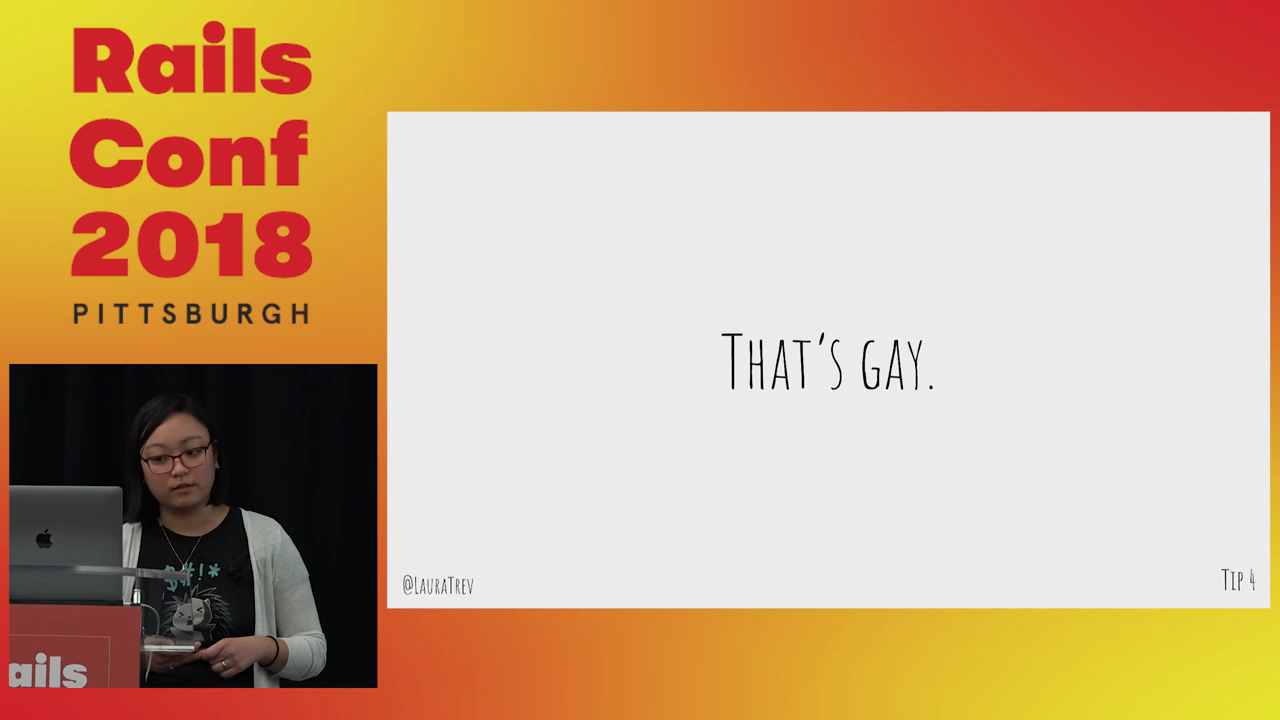 Rails
Conf
2018
PITTSBURGH
THAT'S GAY.
@LAURATREV
TIP 4
$#!*
ails